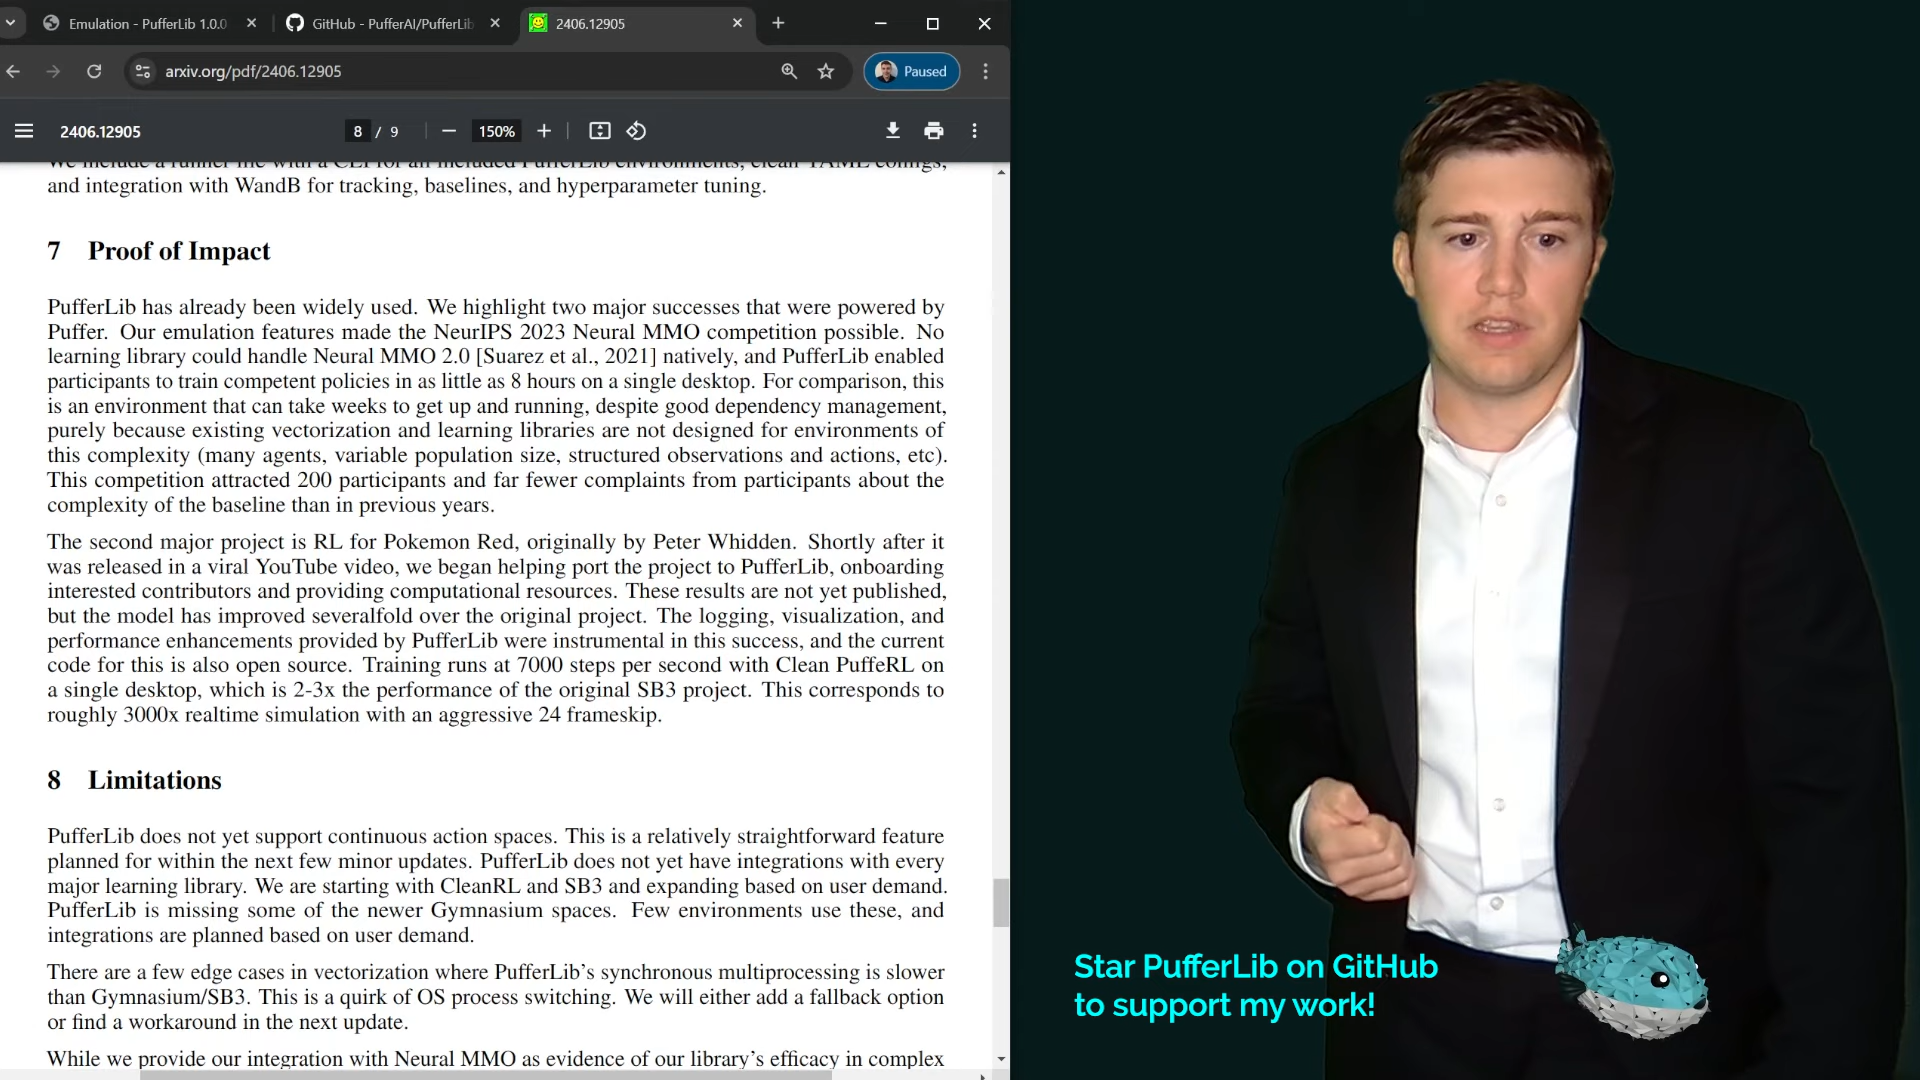 Emulation - PufferLib 1.0.0
GitHub - PufferAI/PufferLib
2406.12905
arxiv.org/pdf/2406.12905
Paused
2406.12905
8 / 9
150%
We include a runner file with a CLI for all included PufferLib environments, clean YAML configs,
and integration with WandB for tracking, baselines, and hyperparameter tuning.
7 Proof of Impact
PufferLib has already been widely used. We highlight two major successes that were powered by
Puffer. Our emulation features made the NeurIPS 2023 Neural MMO competition possible. No
learning library could handle Neural MMO 2.0 [Suarez et al., 2021] natively, and PufferLib enabled
participants to train competent policies in as little as 8 hours on a single desktop. For comparison, this
is an environment that can take weeks to get up and running, despite good dependency management,
purely because existing vectorization and learning libraries are not designed for environments of
this complexity (many agents, variable population size, structured observations and actions, etc).
This competition attracted 200 participants and far fewer complaints from participants about the
complexity of the baseline than in previous years.
The second major project is RL for Pokemon Red, originally by Peter Whidden. Shortly after it
was released in a viral YouTube video, we began helping port the project to PufferLib, onboarding
interested contributors and providing computational resources. These results are not yet published,
but the model has improved severalfold over the original project. The logging, visualization, and
performance enhancements provided by PufferLib were instrumental in this success, and the current
code for this is also open source. Training runs at 7000 steps per second with Clean PuffeRL on
a single desktop, which is 2-3x the performance of the original SB3 project. This corresponds to
roughly 3000x realtime simulation with an aggressive 24 frameskip.
8 Limitations
PufferLib does not yet support continuous action spaces. This is a relatively straightforward feature
planned for within the next few minor updates. PufferLib does not yet have integrations with every
major learning library. We are starting with CleanRL and SB3 and expanding based on user demand.
PufferLib is missing some of the newer Gymnasium spaces. Few environments use these, and
integrations are planned based on user demand.
There are a few edge cases in vectorization where PufferLib's synchronous multiprocessing is slower
than Gymnasium/SB3. This is a quirk of OS process switching. We will either add a fallback option
or find a workaround in the next update.
While we provide our integration with Neural MMO as evidence of our library's efficacy in complex
Star PufferLib on GitHub
to support my work!